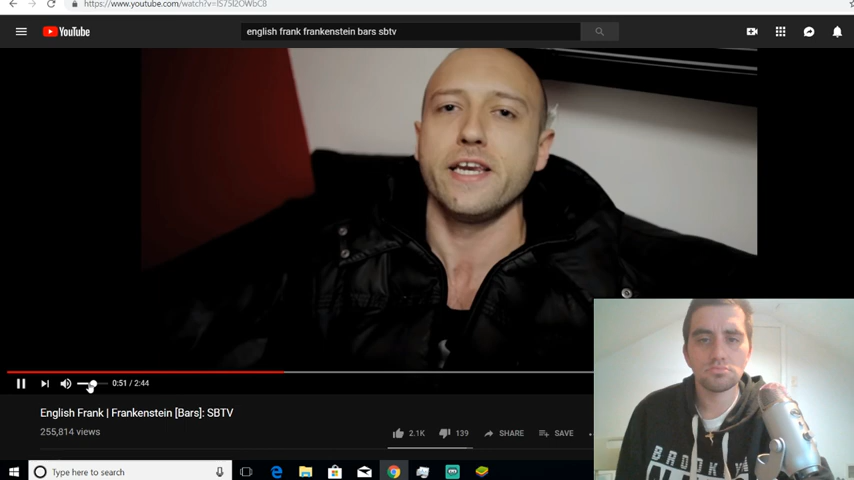 https://www.youtube.com/watch?v=
YouTube
english frank frankenstein bars sbtv
0:51 / 2:44
English Frank | Frankenstein [Bars]: SBTV
255,814 views
2.1K 139 SHARE SAVE
Type here to search